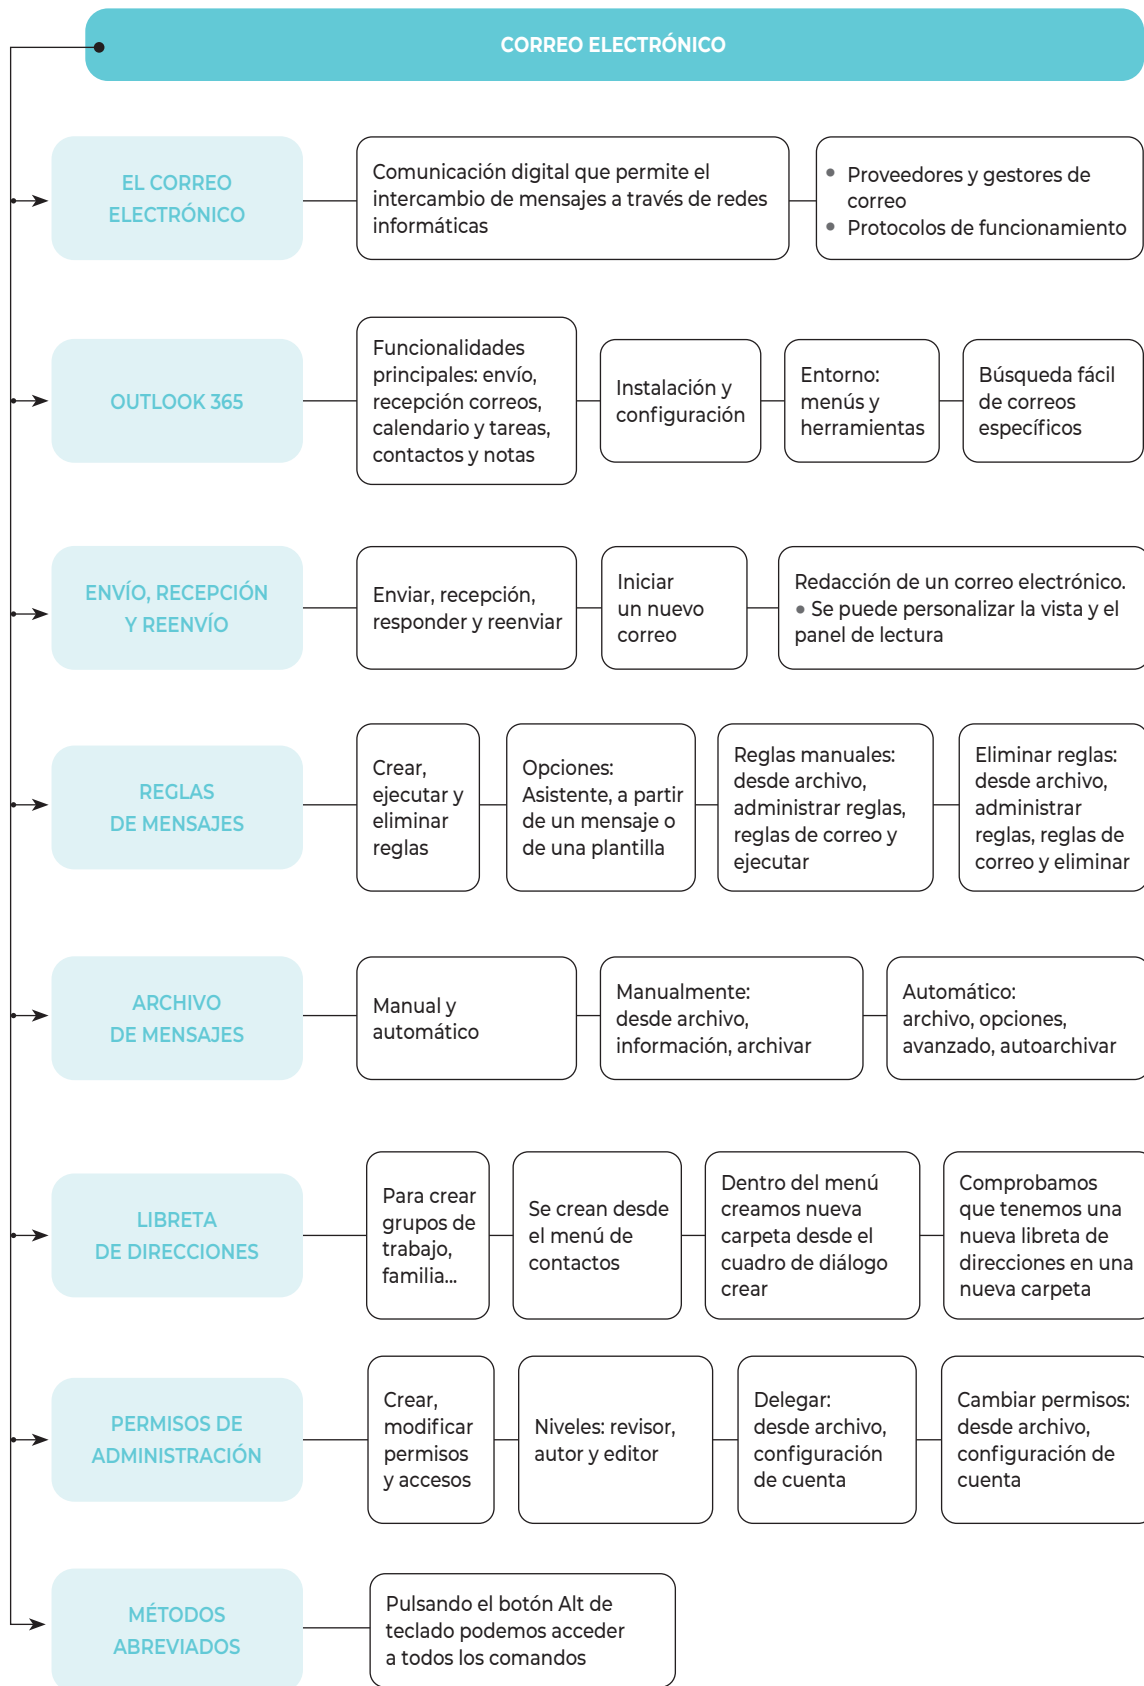 CORREO ELECTRÓNICO
EL CORREO
ELECTRÓNICO
Comunicación digital que permite el
intercambio de mensajes a través de redes
informáticas
• Proveedores y gestores de
correo
• Protocolos de funcionamiento
OUTLOOK 365
Funcionalidades
principales: envío,
recepción correos,
calendario y tareas,
contactos y notas
Instalación y
configuración
Entorno:
menús y
herramientas
Búsqueda fácil
de correos
específicos
ENVÍO, RECEPCIÓN
Y REENVÍO
Enviar, recepción,
responder y reenviar
Iniciar
un nuevo
correo
Redacción de un correo electrónico.
• Se puede personalizar la vista y el
panel de lectura
REGLAS
DE MENSAJES
Crear,
ejecutar y
eliminar
reglas
Opciones:
Asistente, a partir
de un mensaje o
de una plantilla
Reglas manuales:
desde archivo,
administrar reglas,
reglas de correo y
ejecutar
Eliminar reglas:
desde archivo,
administrar
reglas, reglas de
correo y eliminar
ARCHIVO
DE MENSAJES
Manual y
automático
Manualmente:
desde archivo,
información, archivar
Automático:
archivo, opciones,
avanzado, autoarchivar
LIBRETA
DE DIRECCIONES
Para crear
grupos de
trabajo,
familia...
Se crean desde
el menú de
contactos
Dentro del menú
creamos nueva
carpeta desde el
cuadro de diálogo
crear
Comprobamos
que tenemos una
nueva libreta de
direcciones en una
nueva carpeta
PERMISOS DE
ADMINISTRACIÓN
Crear,
modificar
permisos
y accesos
Niveles: revisor,
autor y editor
Delegar:
desde archivo,
configuración
de cuenta
Cambiar permisos:
desde archivo,
configuración de
cuenta
MÉTODOS
ABREVIADOS
Pulsando el botón Alt de
teclado podemos acceder
a todos los comandos